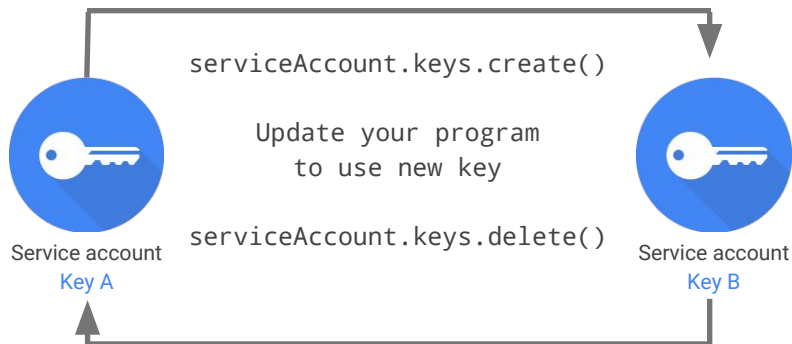 serviceAccount.keys.create()
Update your program
to use new key
serviceAccount.keys.delete()
Service account
Key A
Service account
Key B